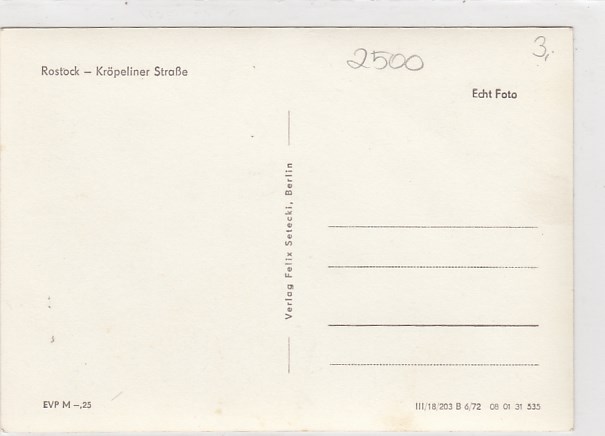 2500
3,-
Rostock – Kröpeliner Straße
Echt Foto
Verlag Felix Setecki, Berlin
EVP M –,25
III/18/203 B 6/72 08 01 31 535